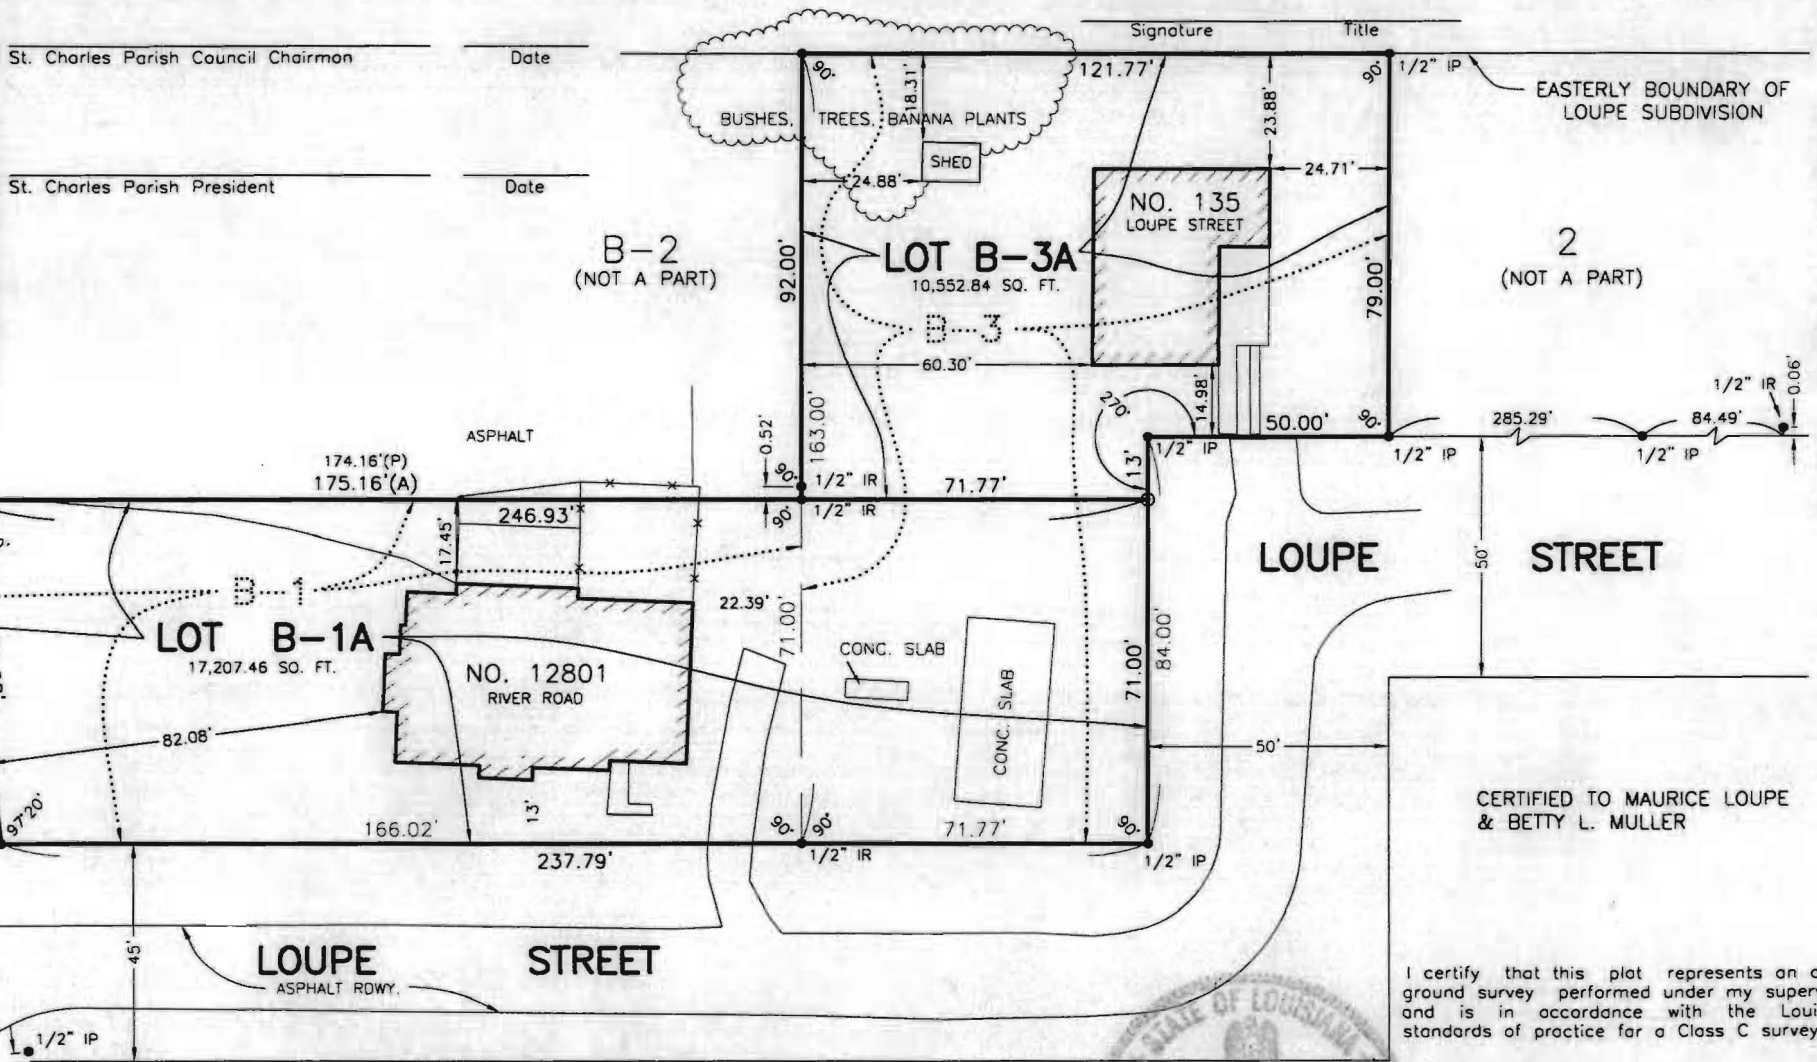 Signature Title
St. Charles Parish Council Chairman Date
90° 121.77' 90° 1/2" IP
EASTERLY BOUNDARY OF
LOUPE SUBDIVISION
18.31'
23.88'
BUSHES, TREES, BANANA PLANTS
SHED
24.88'
24.71'
St. Charles Parish President Date
NO. 135
LOUPE STREET
B-2
(NOT A PART)
92.00'
LOT B-3A
10,552.84 SQ. FT.
79.00'
2
(NOT A PART)
B-3
60.30'
14.98'
270°
50.00' 90°
285.29'
84.49'
1/2" IR
0.06'
1/2" IP
1/2" IP
1/2" IP
13'
ASPHALT
0.52'
163.00'
174.16'(P)
175.16'(A)
90° 1/2" IR
71.77'
246.93'
90° 1/2" IR
17.45'
LOUPE STREET
50'
B-1
22.39'
71.00'
LOT B-1A
17,207.46 SQ. FT.
NO. 12801
RIVER ROAD
CONC. SLAB
CONC. SLAB
71.00'
84.00'
82.08'
50'
97°20'
13'
166.02'
90° 90°
71.77'
90°
237.79'
1/2" IR
1/2" IP
CERTIFIED TO MAURICE LOUPE
& BETTY L. MULLER
45'
LOUPE STREET
ASPHALT RDWY.
1/2" IP
STATE OF LOUISIANA
I certify that this plat represents an
ground survey performed under my
and is in accordance with the
standards of practice for a Class C survey